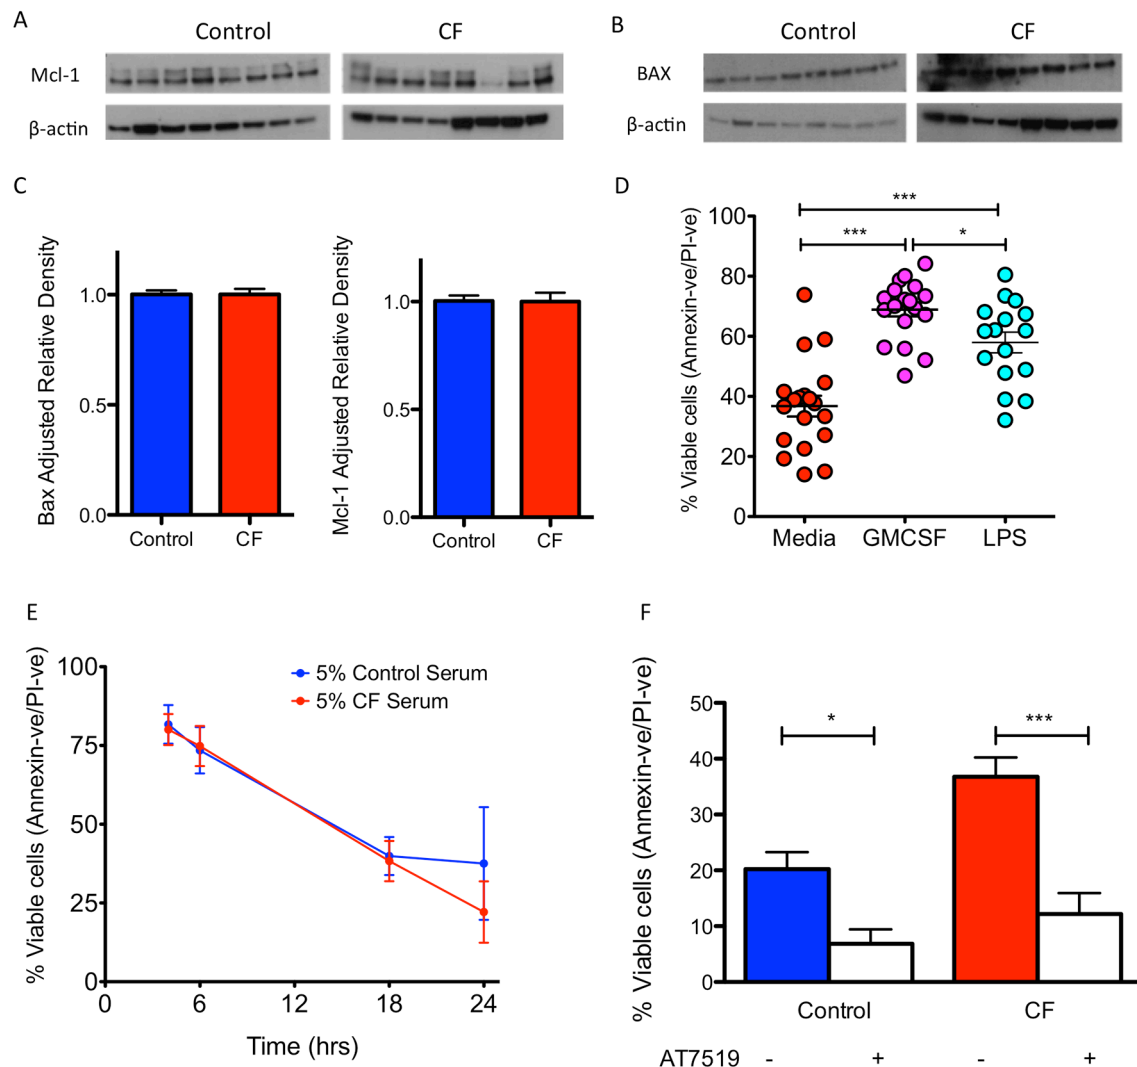 A
Control
CF
Mcl-1
β-actin
B
Control
CF
BAX
β-actin
C
Bax Adjusted Relative Density
1.0
0.5
0.0
Control
CF
Mcl-1 Adjusted Relative Density
1.0
0.5
0.0
Control
CF
D
% Viable cells (Annexin-ve/PI-ve)
100
80
60
40
20
0
***
***
*
Media
GMCSF
LPS
E
% Viable cells (Annexin-ve/PI-ve)
100
75
50
25
0
5% Control Serum
5% CF Serum
0
6
12
18
24
Time (hrs)
F
% Viable cells (Annexin-ve/PI-ve)
50
40
30
20
10
0
*
***
Control
CF
AT7519 - + - +